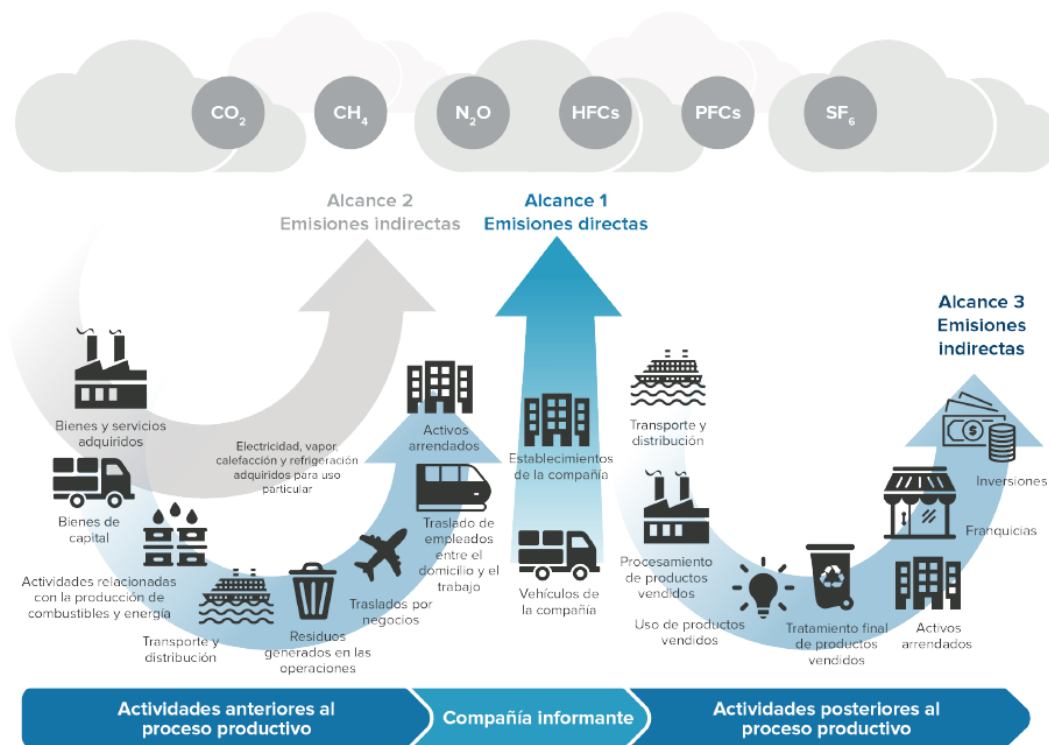 CO₂
CH₄
N₂O
HFCs
PFCs
SF₆
Alcance 2
Emisiones indirectas
Alcance 1
Emisiones directas
Alcance 3
Emisiones
indirectas
Bienes y servicios
adquiridos
Bienes de
capital
Actividades relacionadas
con la producción de
combustibles y energía
Transporte y
distribución
Residuos
generados en las
operaciones
Traslados por
negocios
Traslado de
empleados
entre el
domicilio y el
trabajo
Activos
arrendados
Electricidad, vapor,
calefacción y refrigeración
adquiridos para uso
particular
Establecimientos
de la compañía
Vehículos de
la compañía
Transporte y
distribución
Procesamiento
de productos
vendidos
Uso de productos
vendidos
Tratamiento final
de productos
vendidos
Activos
arrendados
Franquicias
Inversiones
Actividades anteriores al
proceso productivo
Compañía informante
Actividades posteriores al
proceso productivo